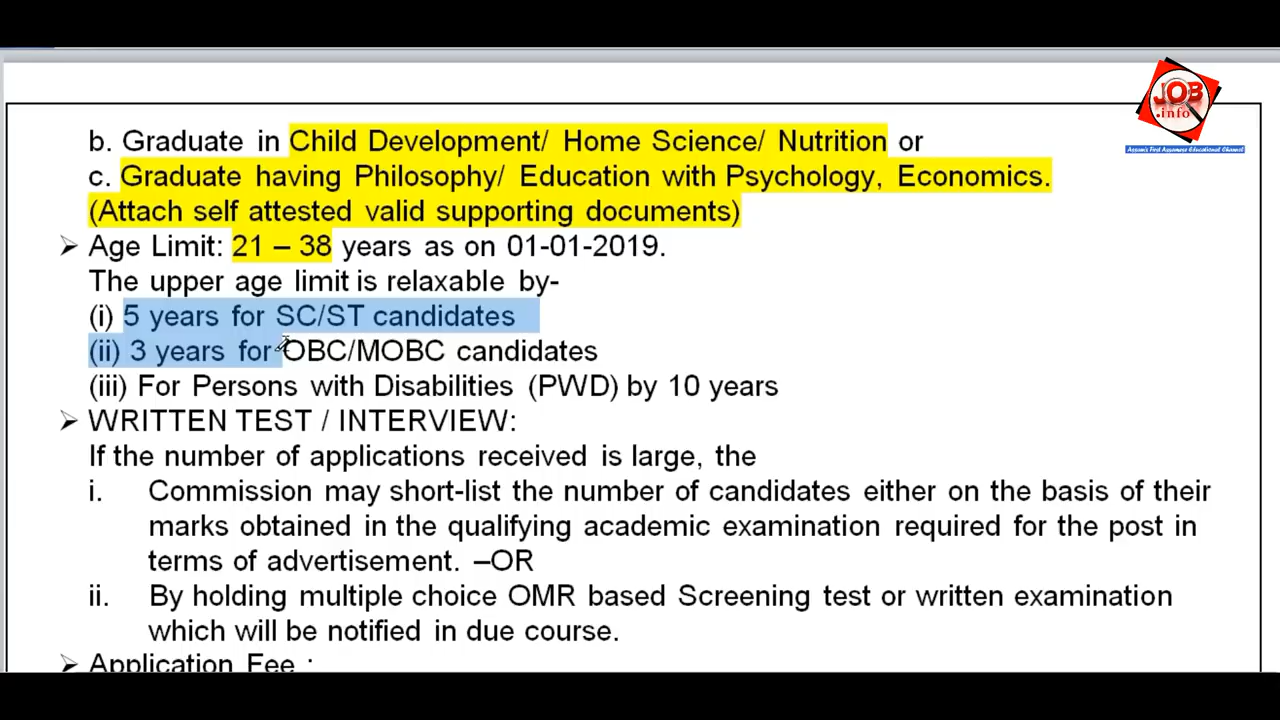 JOB
.info
Assam's First Assamese Educational Channel
b. Graduate in Child Development/ Home Science/ Nutrition or
c. Graduate having Philosophy/ Education with Psychology, Economics.
(Attach self attested valid supporting documents)
➢ Age Limit: 21 – 38 years as on 01-01-2019.
The upper age limit is relaxable by-
(i) 5 years for SC/ST candidates
(ii) 3 years for OBC/MOBC candidates
(iii) For Persons with Disabilities (PWD) by 10 years
➢ WRITTEN TEST / INTERVIEW:
If the number of applications received is large, the
i. Commission may short-list the number of candidates either on the basis of their
marks obtained in the qualifying academic examination required for the post in
terms of advertisement. –OR
ii. By holding multiple choice OMR based Screening test or written examination
which will be notified in due course.
➢ Application Fee :